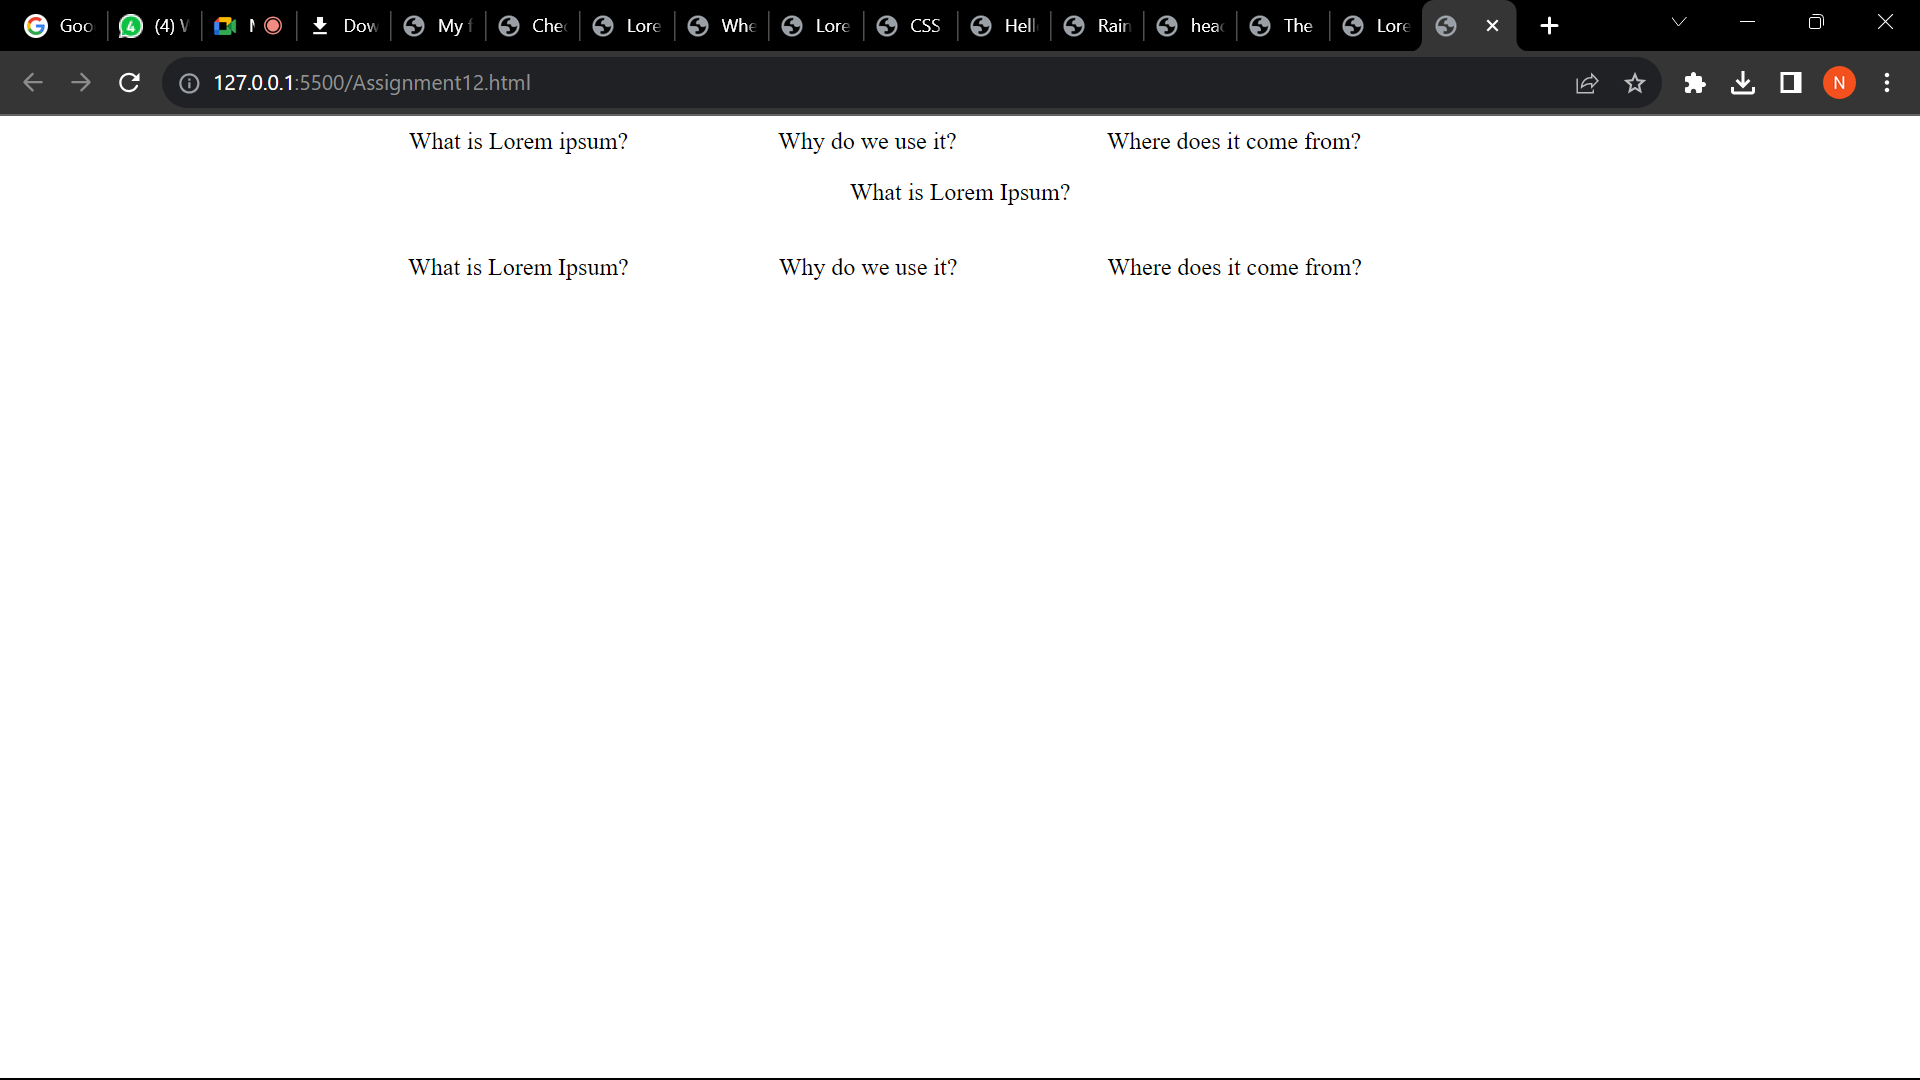 Goo (4) W Dow My f Che Lore Whe Lore CSS Hell Rain head The Lore
127.0.0.1:5500/Assignment12.html N
What is Lorem ipsum? Why do we use it? Where does it come from?
What is Lorem Ipsum?
What is Lorem Ipsum? Why do we use it? Where does it come from?